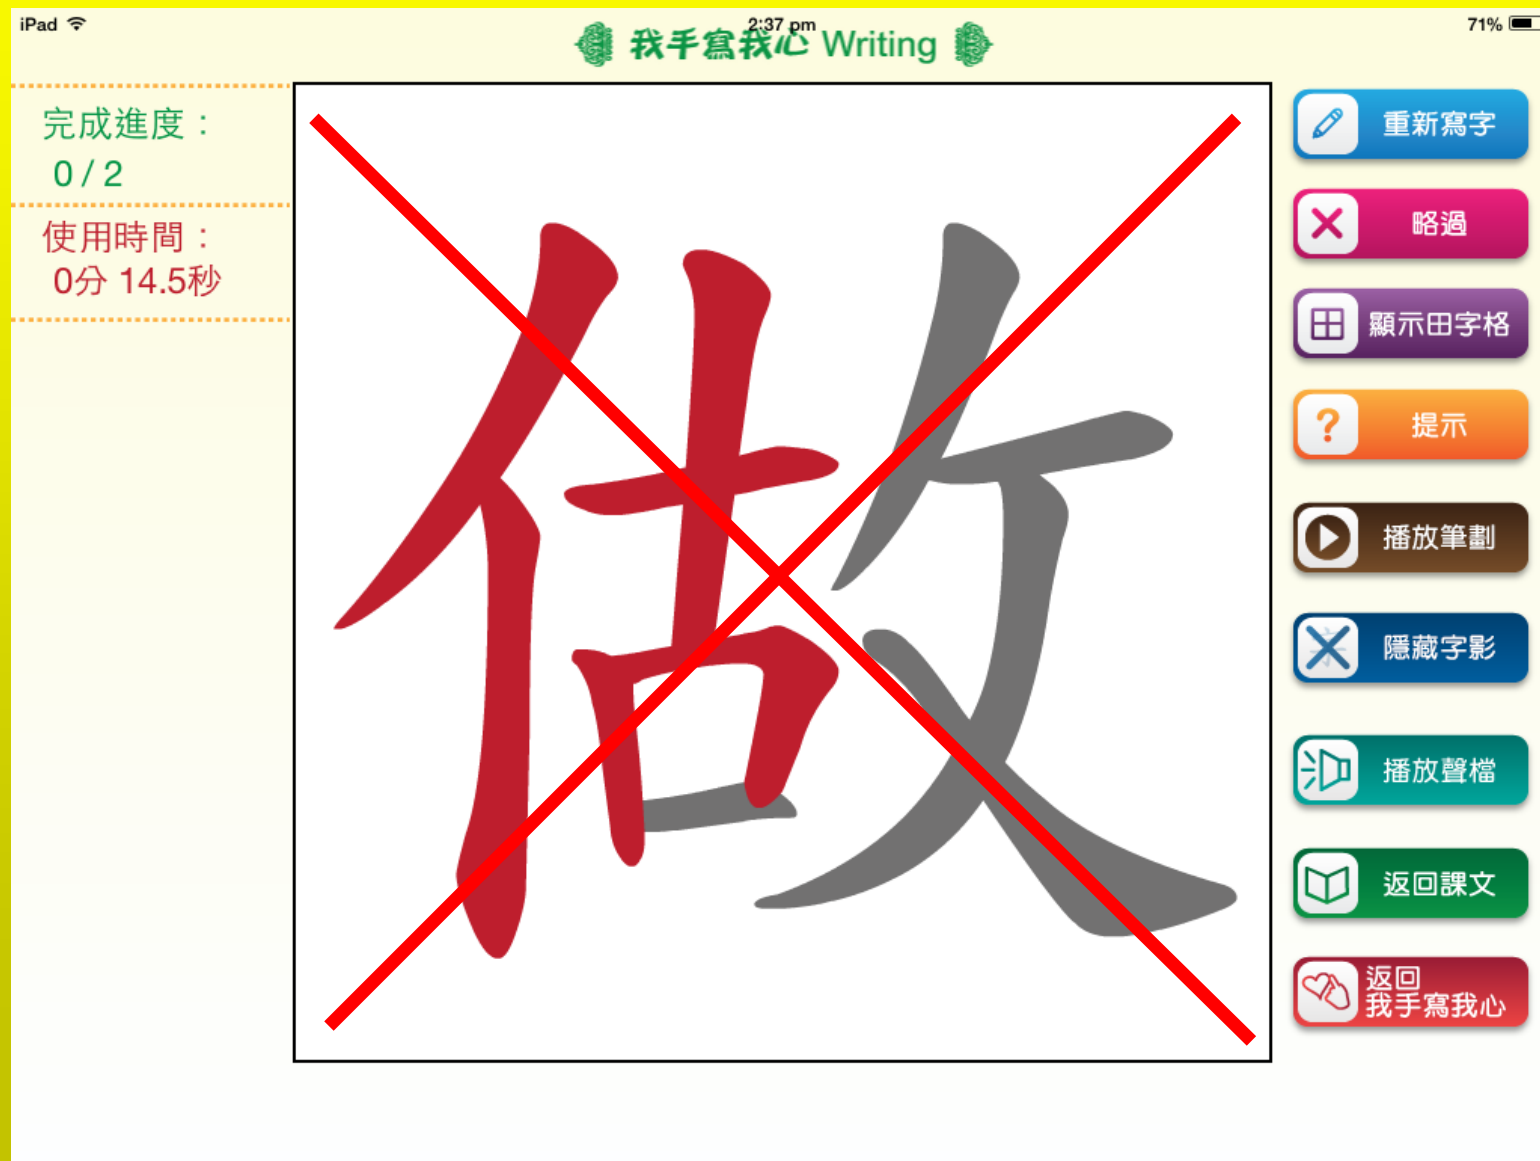 iPad 2:37 pm 71%
我手寫我心 Writing
完成進度：
0 / 2
使用時間：
0分 14.5秒
做
重新寫字
略過
顯示田字格
提示
播放筆劃
隱藏字影
播放聲檔
返回課文
返回
我手寫我心